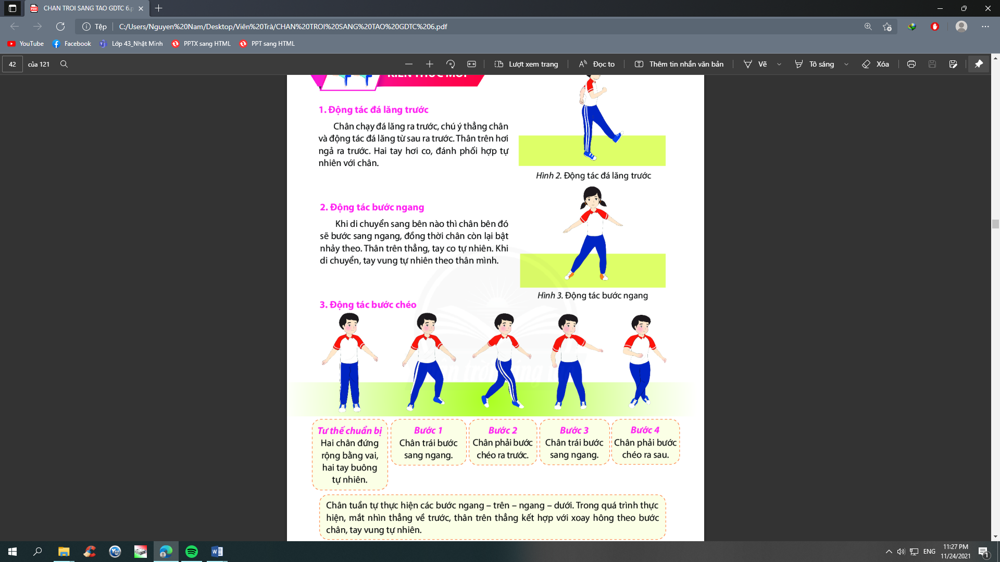 CHAN TROI SANG TAO GDTC 6.p
Tệp
C:/Users/Nguyen%20Nam/Desktop/Viên%20Trà/CHAN%20TROI%20SANG%20TAO%20GDTC%206.pdf
YouTube
Facebook
Lớp 43_Nhật Minh
PPTX sang HTML
PPT sang HTML
42
của 121
Lượt xem trang
Đọc to
Thêm tin nhắn văn bản
Vẽ
Tô sáng
Xóa
KIẾN THỨC MỚI
1. Động tác đá lăng trước
Chân chạy đá lăng ra trước, chú ý thẳng chân
và động tác đá lăng từ sau ra trước. Thân trên hơi
ngả ra trước. Hai tay hơi co, đánh phối hợp tự
nhiên với chân.
Hình 2. Động tác đá lăng trước
2. Động tác bước ngang
Khi di chuyển sang bên nào thì chân bên đó
sẽ bước sang ngang, đồng thời chân còn lại bật
nhảy theo. Thân trên thẳng, tay co tự nhiên. Khi
di chuyển, tay vung tự nhiên theo thân mình.
Hình 3. Động tác bước ngang
3. Động tác bước chéo
Tư thế chuẩn bị
Hai chân đứng
rộng bằng vai,
hai tay buông
tự nhiên.
Bước 1
Chân trái bước
sang ngang.
Bước 2
Chân phải bước
chéo ra trước.
Bước 3
Chân trái bước
sang ngang.
Bước 4
Chân phải bước
chéo ra sau.
Chân tuần tự thực hiện các bước ngang – trên – ngang – dưới. Trong quá trình thực
hiện, mắt nhìn thẳng về trước, thân trên thẳng kết hợp với xoay hông theo bước
chân, tay vung tự nhiên.
ENG
11:27 PM
11/24/2021
1